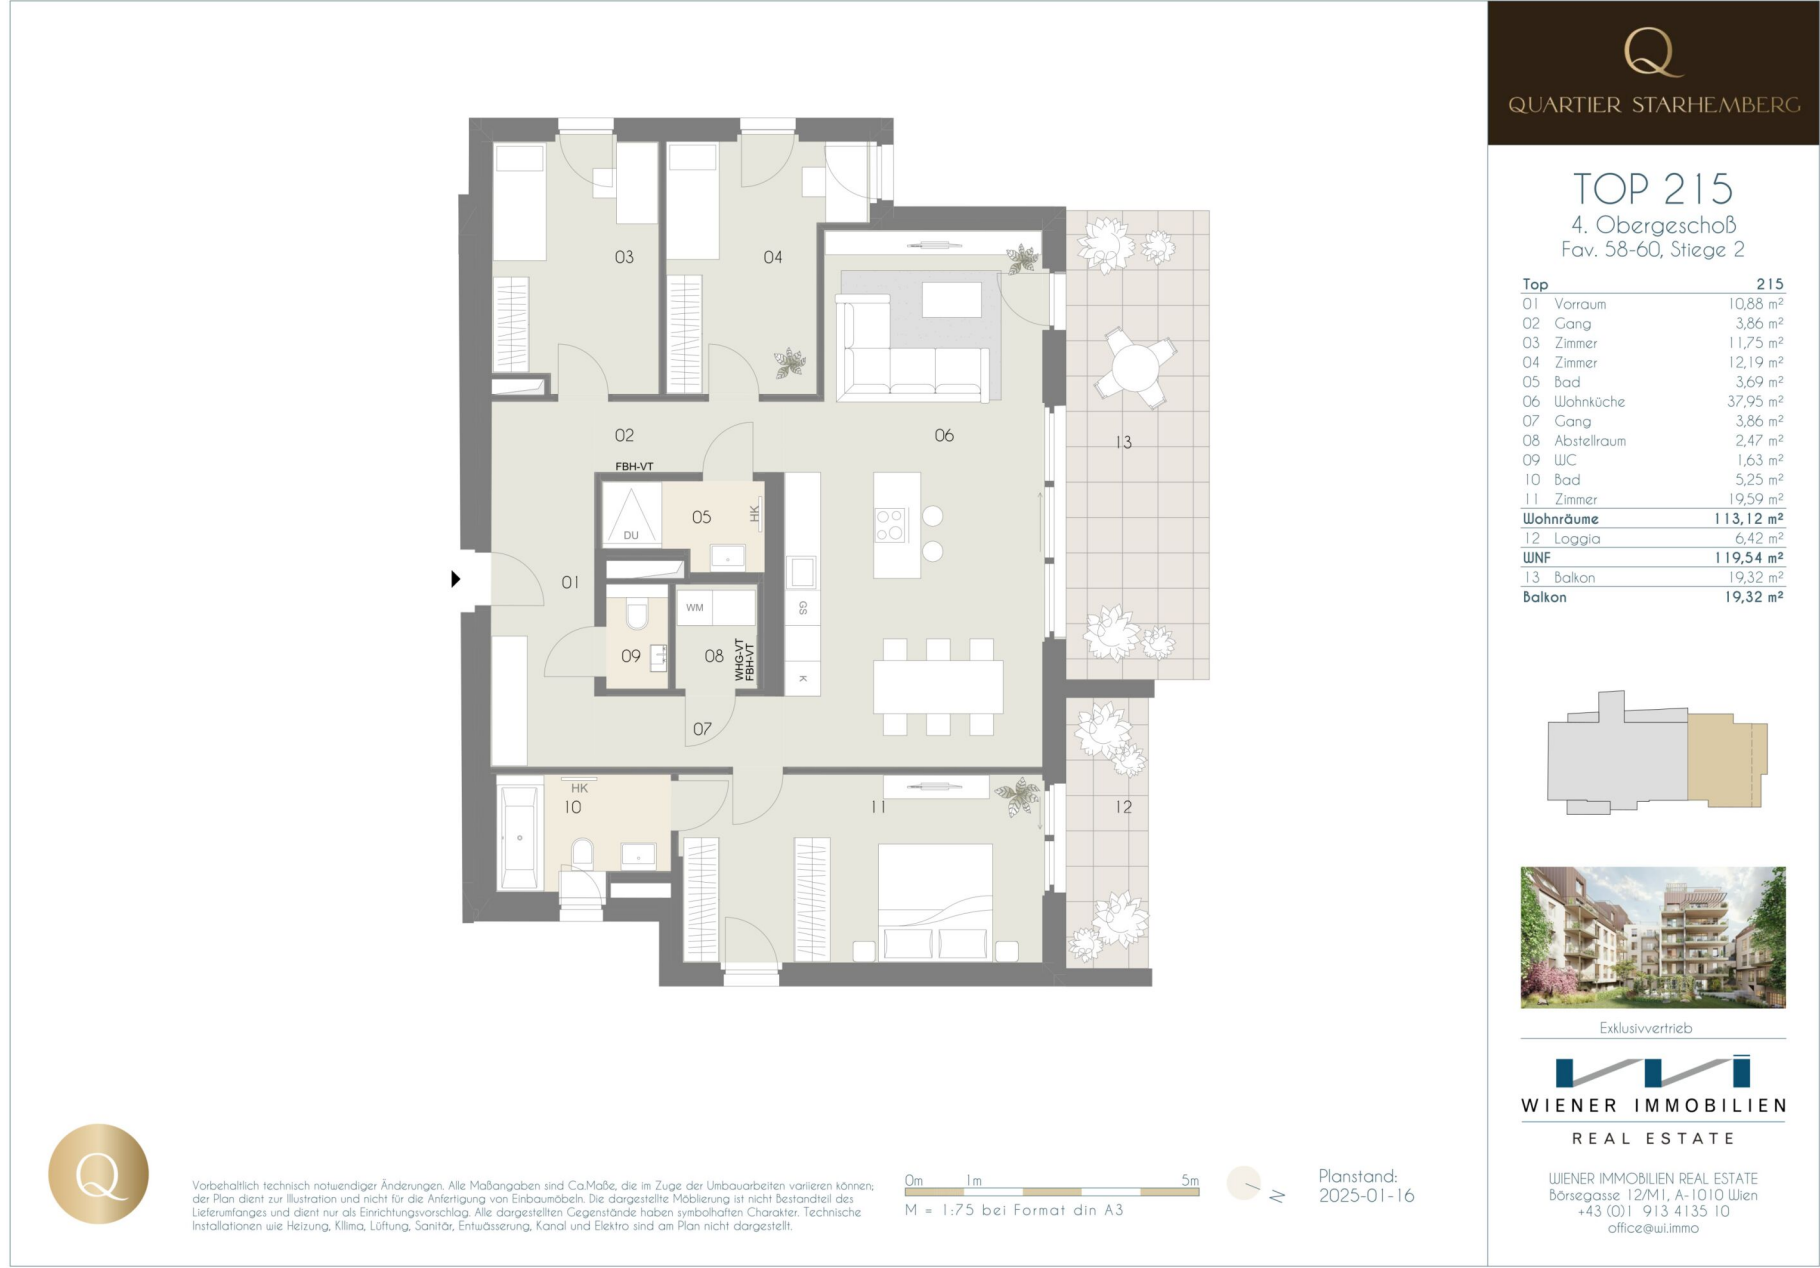 Q
QUARTIER STARHEMBERG
TOP 215
4. Obergeschoß
Fav. 58-60, Stiege 2
Top 215
01 Vorraum 10,88 m²
02 Gang 3,86 m²
03 Zimmer 11,75 m²
04 Zimmer 12,19 m²
05 Bad 3,69 m²
06 Wohnküche 37,95 m²
07 Gang 3,86 m²
08 Abstellraum 2,47 m²
09 WC 1,63 m²
10 Bad 5,25 m²
11 Zimmer 19,59 m²
Wohnräume 113,12 m²
12 Loggia 6,42 m²
WNF 119,54 m²
13 Balkon 19,32 m²
Balkon 19,32 m²
Exklusivvertrieb
WIENER IMMOBILIEN
REAL ESTATE
WIENER IMMOBILIEN REAL ESTATE
Börsegasse 12/M1, A-1010 Wien
+43 (0)1 913 4135 10
office@wi.immo
03
04
02
FBH-VT
06
13
05
HK
DU
01
GS
WM
09
08
WHG-VT
FBH-VT
K
07
HK
10
11
12
Q
Vorbehaltlich technisch notwendiger Änderungen. Alle Maßangaben sind Ca.Maße, die im Zuge der Umbauarbeiten variieren können;
der Plan dient zur Illustration und nicht für die Anfertigung von Einbaumöbeln. Die dargestellte Möblierung ist nicht Bestandteil des
Lieferumfanges und dient nur als Einrichtungsvorschlag. Alle dargestellten Gegenstände haben symbolhaften Charakter. Technische
Installationen wie Heizung, Kllima, Lüftung, Sanitär, Entwässerung, Kanal und Elektro sind am Plan nicht dargestellt.
0m 1m 5m
M = 1:75 bei Format din A3
N
Planstand:
2025-01-16